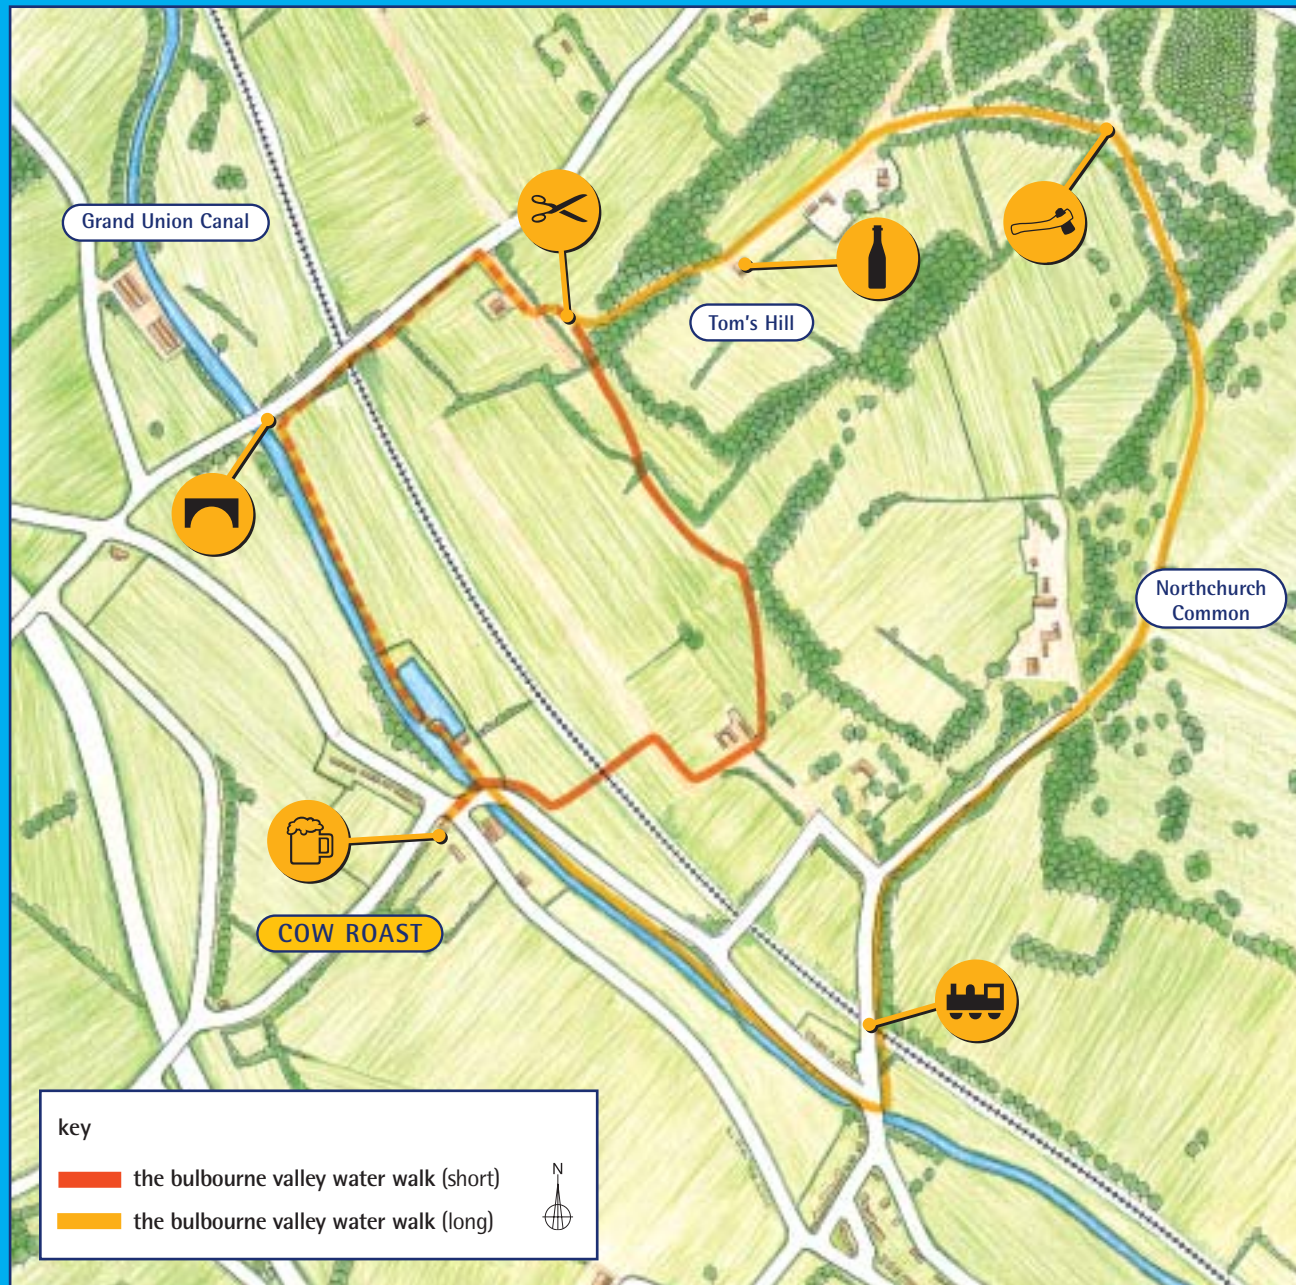 Grand Union Canal
Tom's Hill
Northchurch
Common
COW ROAST
key
the bulbourne valley water walk (short)
the bulbourne valley water walk (long)
N